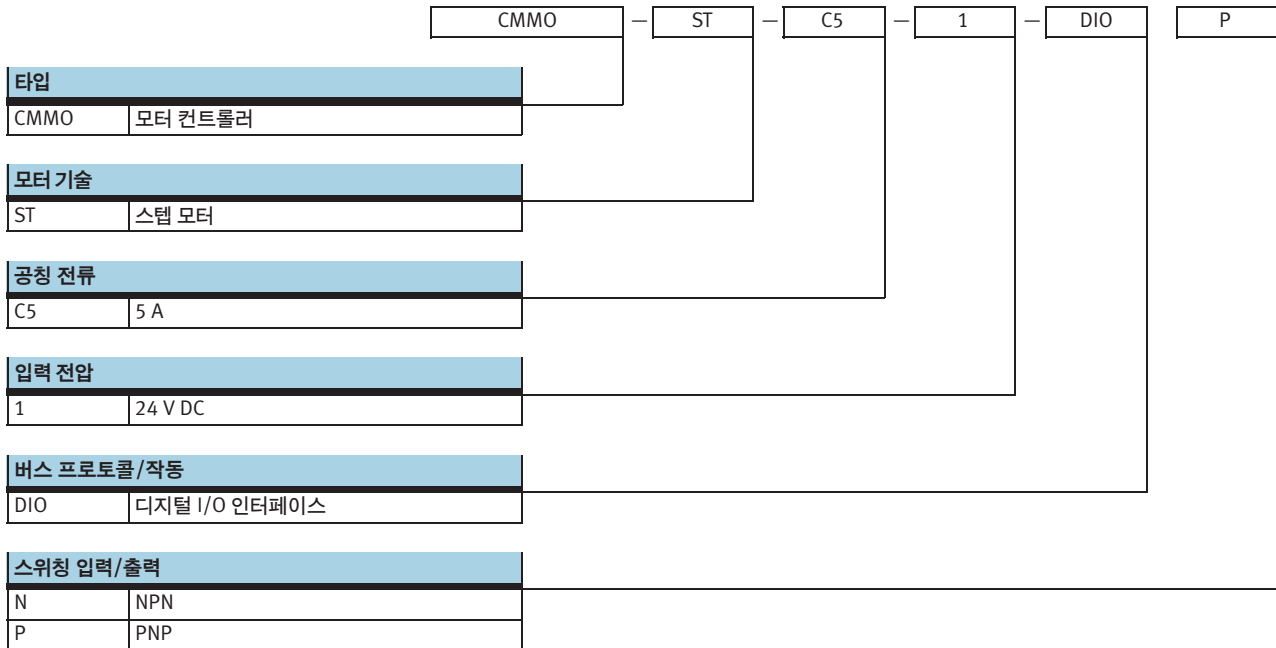 CMMO — ST — C5 — 1 — DIO P
타입
CMMO 모터 컨트롤러
모터 기술
ST 스텝 모터
공칭 전류
C5 5 A
입력 전압
1 24 V DC
버스 프로토콜/작동
DIO 디지털 I/O 인터페이스
스위칭 입력/출력
N NPN
P PNP